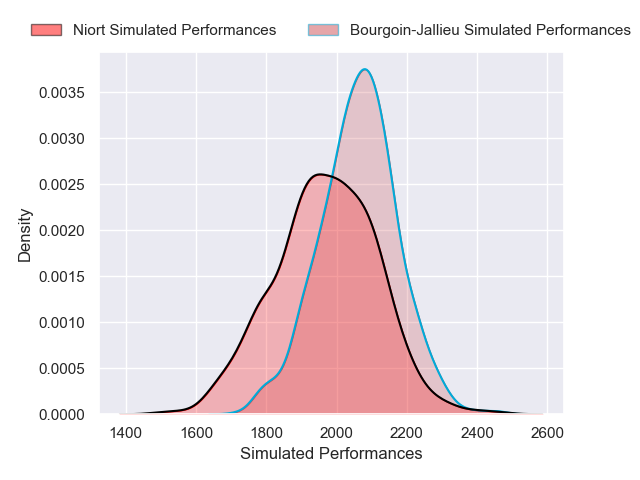 Niort Simulated Performances
Bourgoin-Jallieu Simulated Performances
0.0035
0.0030
0.0025
0.0020
0.0015
0.0010
0.0005
0.0000
Density
1400 1600 1800 2000 2200 2400 2600
Simulated Performances